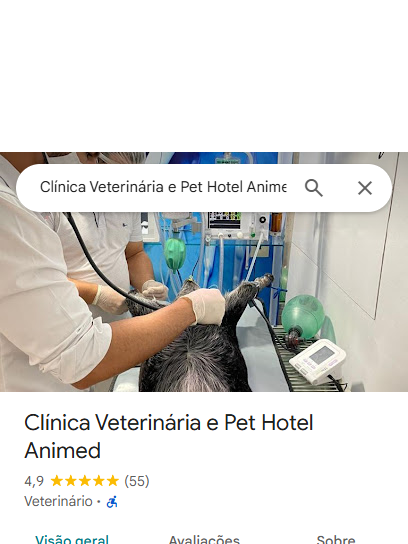 Clínica Veterinária e Pet Hotel Anime
Clínica Veterinária e Pet Hotel
Animed
4,9 (55)
Veterinário ·
Visão geral Avaliações Sobre